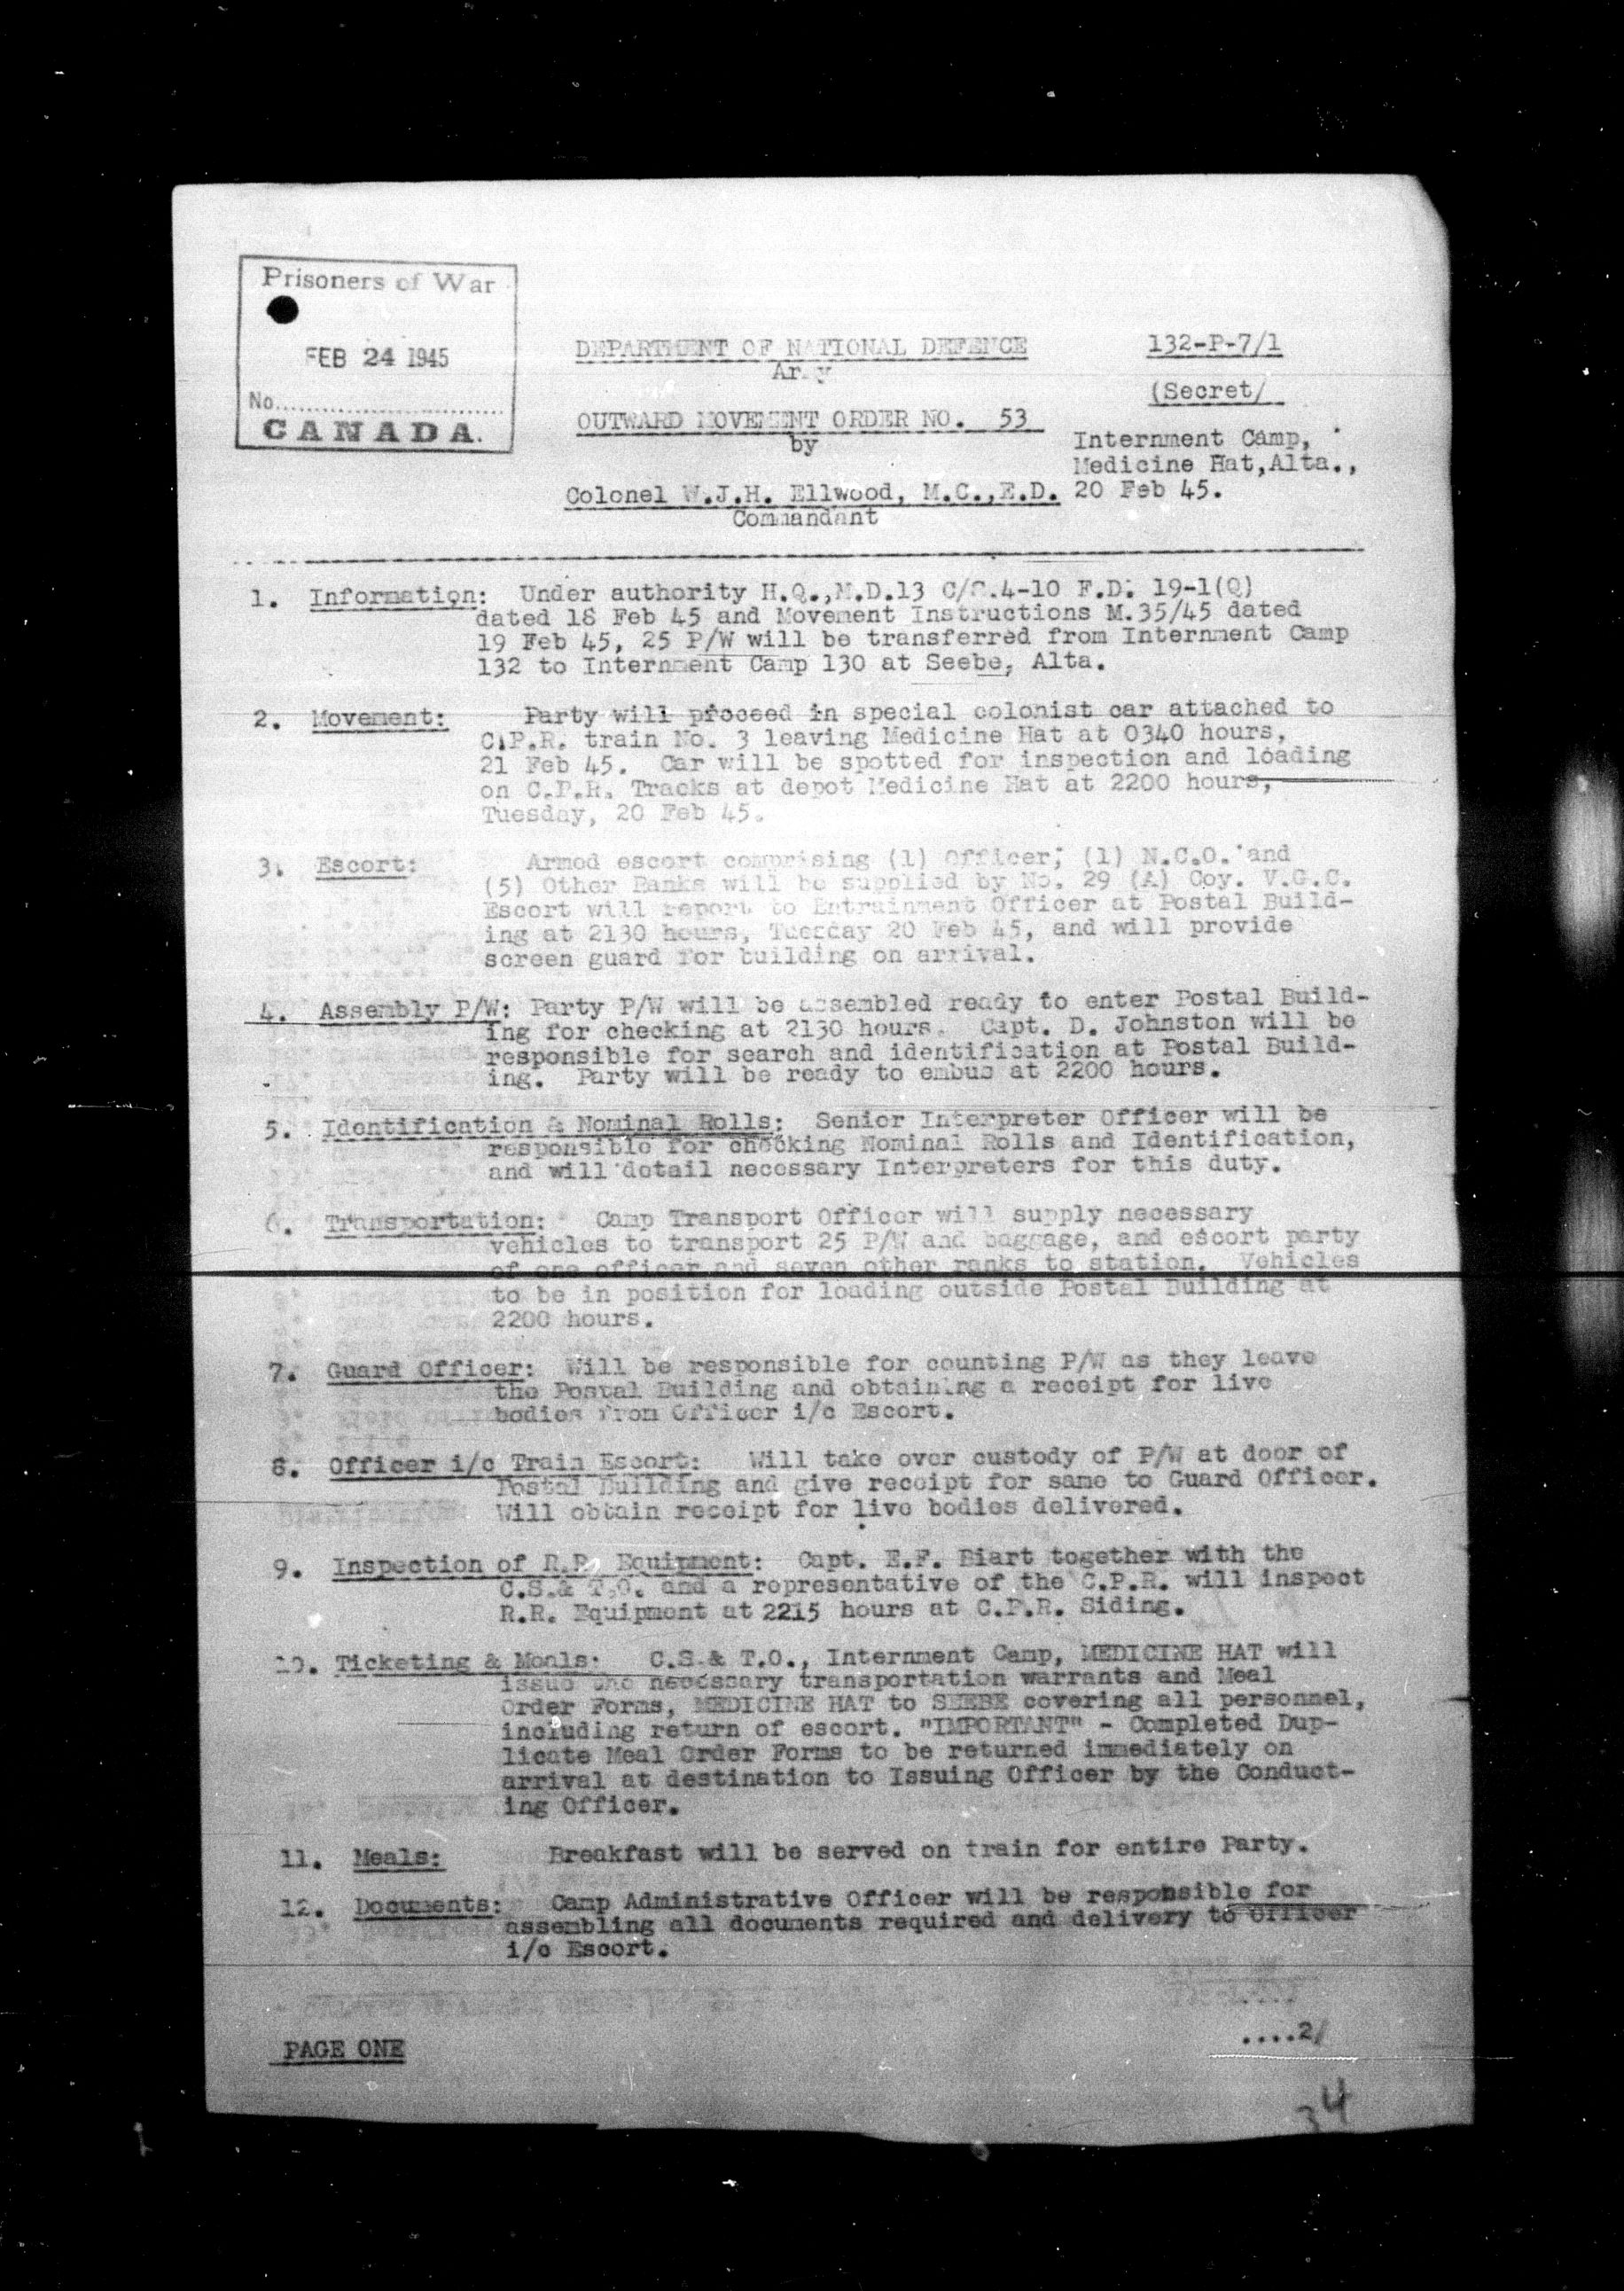 Prisoners of War
FEB 24 1945
No.
CANADA.
DEPARTMENT OF NATIONAL DEFENCE
Army
132-P-7/1
(Secret/
OUTWARD MOVEMENT ORDER NO. 53
by
Internment Camp,
Medicine Hat, Alta.,
Colonel W.J.H. Ellwood, M.C.,E.D. 20 Feb 45.
Commandant
1. Information: Under authority H.Q.,M.D.13 4-10 F.D. 19-1(Q)
dated 18 Feb 45 and Movement Instructions M.35/45 dated
19 Feb 45, 25 P/W will be transferred from Internment Camp
132 to Internment Camp 130 at Seebe, Alta.
2. Movement: Party will proceed in special colonist car attached to
C.P.R. train No. 3 leaving Medicine Hat at 0340 hours,
21 Feb 45. Car will be spotted for inspection and loading
on C.P.R. Tracks at depot Medicine Hat at 2200 hours,
Tuesday, 20 Feb 45.
3. Escort: Armed escort comprising (1) Officer; (1) N.C.O. and
(5) Other Ranks will be supplied by No. 29 (A) Coy. V.G.C.
Escort will report to Entrainment Officer at Postal Build-
ing at 2130 hours, Tuesday 20 Feb 45, and will provide
screen guard for building on arrival.
4. Assembly P/W: Party P/W will be assembled ready to enter Postal Build-
ing for checking at 2130 hours. Capt. D. Johnston will be
responsible for search and identification at Postal Build-
ing. Party will be ready to embus at 2200 hours.
5. Identification & Nominal Rolls: Senior Interpreter Officer will be
responsible for checking Nominal Rolls and Identification,
and will detail necessary Interpreters for this duty.
6. Transportation: Camp Transport Officer will supply necessary
vehicles to transport 25 P/W and baggage, and escort party
of one officer and seven other ranks to station. Vehicles
to be in position for loading outside Postal Building at
2200 hours.
7. Guard Officer: Will be responsible for counting P/W as they leave
the Postal Building and obtaining a receipt for live
bodies from Officer i/c Escort.
8. Officer i/c Train Escort: Will take over custody of P/W at door of
Postal Building and give receipt for same to Guard Officer.
Will obtain receipt for live bodies delivered.
9. Inspection of R.R. Equipment: Capt. E.F. Biart together with the
C.S.& T.O. and a representative of the C.P.R. will inspect
R.R. Equipment at 2215 hours at C.P.R. Siding.
10. Ticketing & Meals: C.S.& T.O., Internment Camp, MEDICINE HAT will
issue the necessary transportation warrants and Meal
Order Forms, MEDICINE HAT to SEEBE covering all personnel,
including return of escort. "IMPORTANT" - Completed Dup-
licate Meal Order Forms to be returned immediately on
arrival at destination to Issuing Officer by the Conduct-
ing Officer.
11. Meals: Breakfast will be served on train for entire Party.
12. Documents: Camp Administrative Officer will be responsible for
assembling all documents required and delivery to Officer
i/c Escort.
....2/
PAGE ONE
34